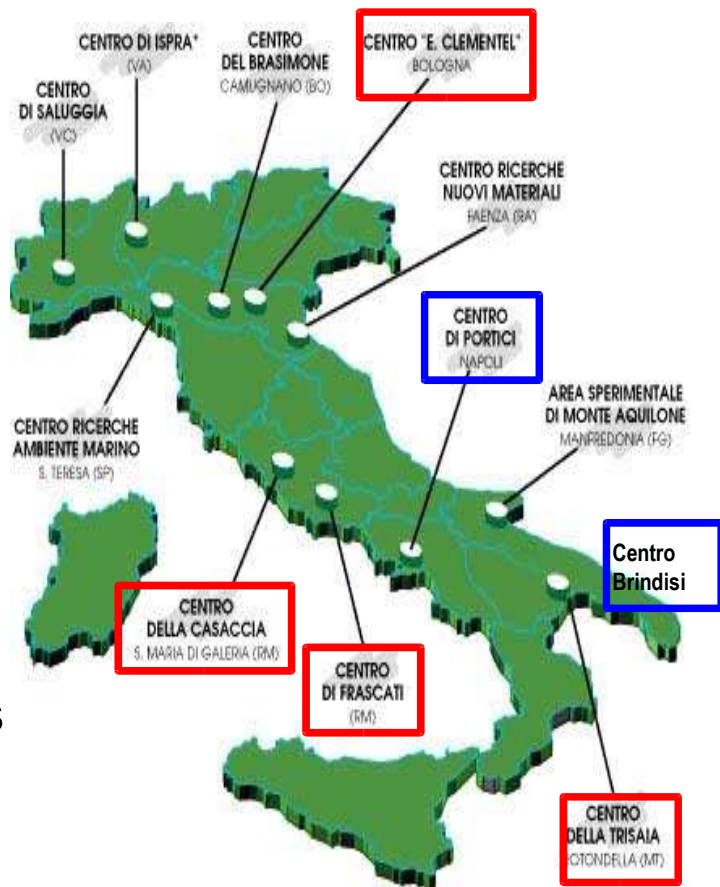 CENTRO DI ISPRA*
(VA)
CENTRO
DEL BRASIMONE
CAMUGNANO (BO)
CENTRO "E. CLEMENTEL"
BOLOGNA
CENTRO
DI SALUGGIA
(VC)
CENTRO RICERCHE
NUOVI MATERIALI
FAENZA (RA)
CENTRO
DI PORTICI
NAPOLI
AREA SPERIMENTALE
DI MONTE AQUILONE
MANFREDONIA (FG)
CENTRO RICERCHE
AMBIENTE MARINO
S. TERESA (SP)
Centro
Brindisi
CENTRO
DELLA CASACCIA
S. MARIA DI GALERIA (RM)
CENTRO
DI FRASCATI
(RM)
s
CENTRO
DELLA TRISAIA
ROTONDELLA (MT)